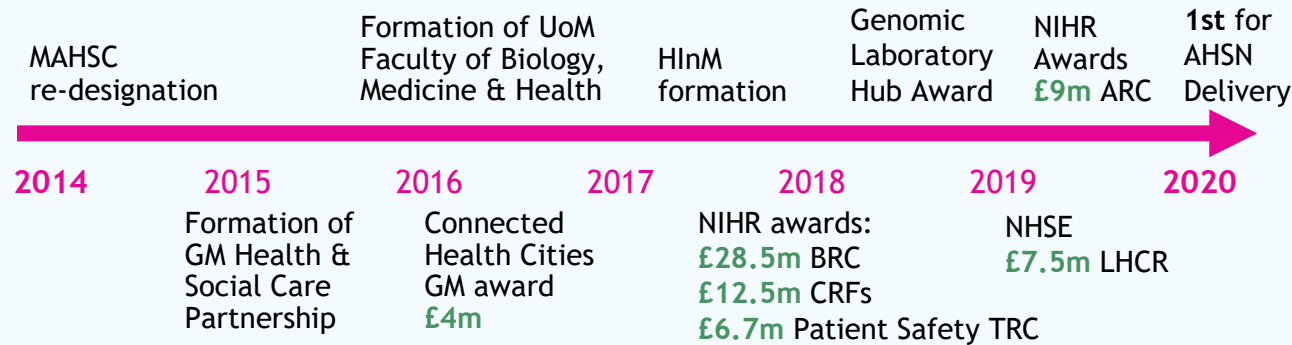 MAHSC
re-designation
Formation of UoM
Faculty of Biology,
Medicine & Health
HInM
formation
Genomic
Laboratory
Hub Award
NIHR
Awards
£9m ARC
1st for
AHSN
Delivery
2014
2015
2016
2017
2018
2019
2020
Formation of
GM Health &
Social Care
Partnership
Connected
Health Cities
GM award
£4m
NIHR awards:
£28.5m BRC
£12.5m CRFs
£6.7m Patient Safety TRC
NHSE
£7.5m LHCR